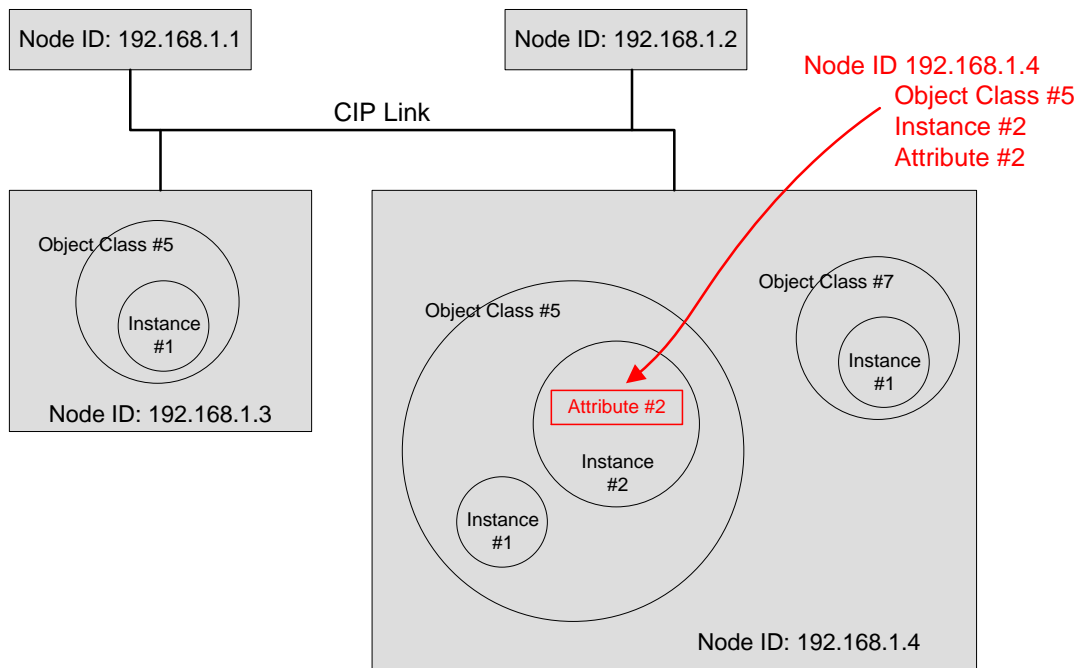 Node ID: 192.168.1.1
Node ID: 192.168.1.2
Node ID 192.168.1.4
Object Class #5
Instance #2
Attribute #2
CIP Link
Object Class #5
Instance
#1
Node ID: 192.168.1.3
Object Class #5
Attribute #2
Instance
#2
Instance
#1
Object Class #7
Instance
#1
Node ID: 192.168.1.4